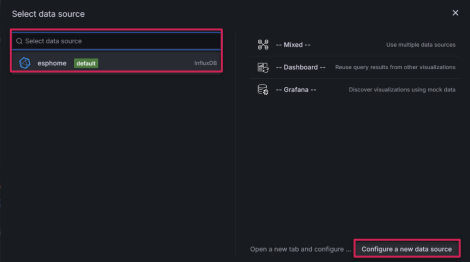 Select data source
Select data source
esphome default InfluxDB
-- Mixed -- Use multiple data sources
-- Dashboard -- Reuse query results from other visualizations
-- Grafana -- Discover visualizations using mock data
Open a new tab and configure ... Configure a new data source